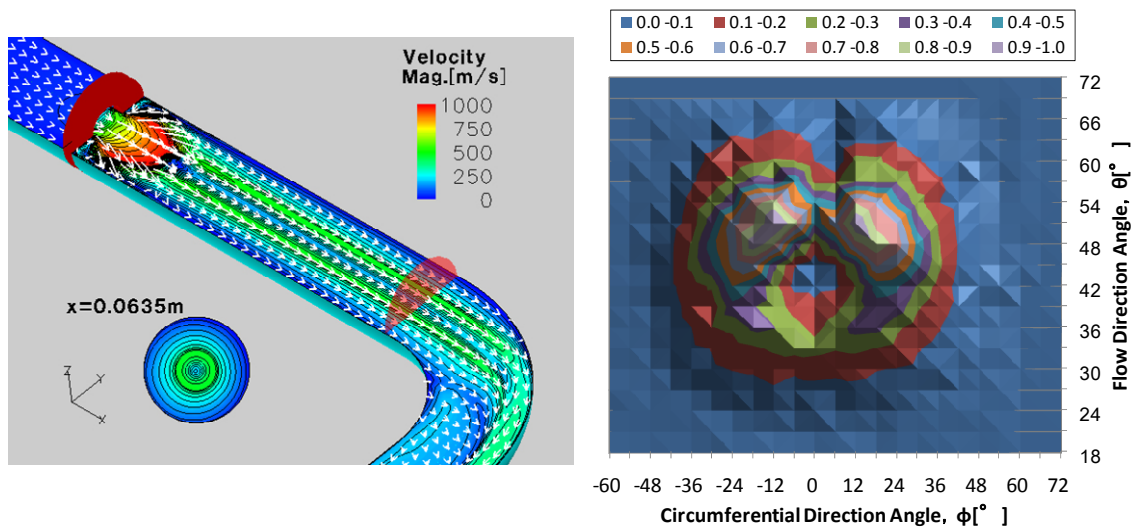 Velocity
Mag.[m/s]
1000
750
500
250
0
x=0.0635m
Z
Y
X
0.0 -0.1 0.1 -0.2 0.2 -0.3 0.3 -0.4 0.4 -0.5
0.5 -0.6 0.6 -0.7 0.7 -0.8 0.8 -0.9 0.9 -1.0
72
66
60
54
48
42
36
30
24
18
Flow Direction Angle, θ[° ]
-60 -48 -36 -24 -12 0 12 24 36 48 60 72
Circumferential Direction Angle, ϕ[° ]